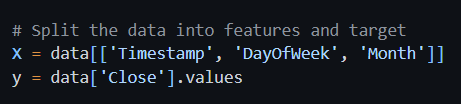 # Split the data into features and target
X = data[['Timestamp', 'DayOfWeek', 'Month']]
y = data['Close'].values